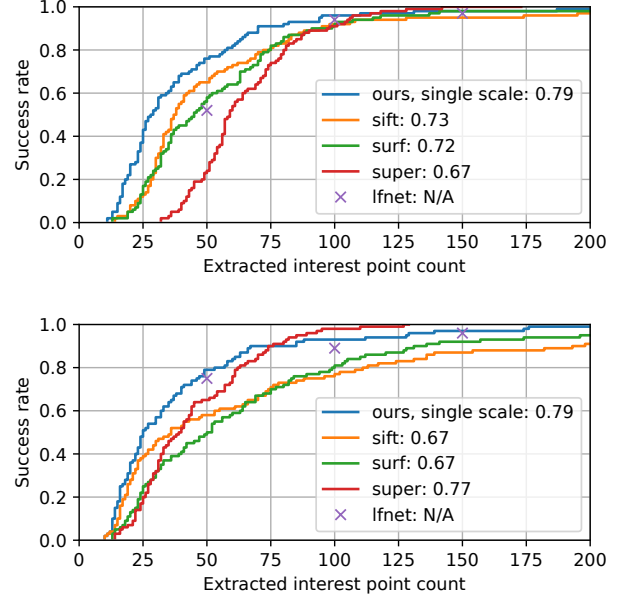 1.0
0.8
0.6
0.4
0.2
0.0
Success rate
ours, single scale: 0.79
sift: 0.73
surf: 0.72
super: 0.67
lfnet: N/A
0 25 50 75 100 125 150 175 200
Extracted interest point count
1.0
0.8
0.6
0.4
0.2
0.0
Success rate
ours, single scale: 0.79
sift: 0.67
surf: 0.67
super: 0.77
lfnet: N/A
0 25 50 75 100 125 150 175 200
Extracted interest point count